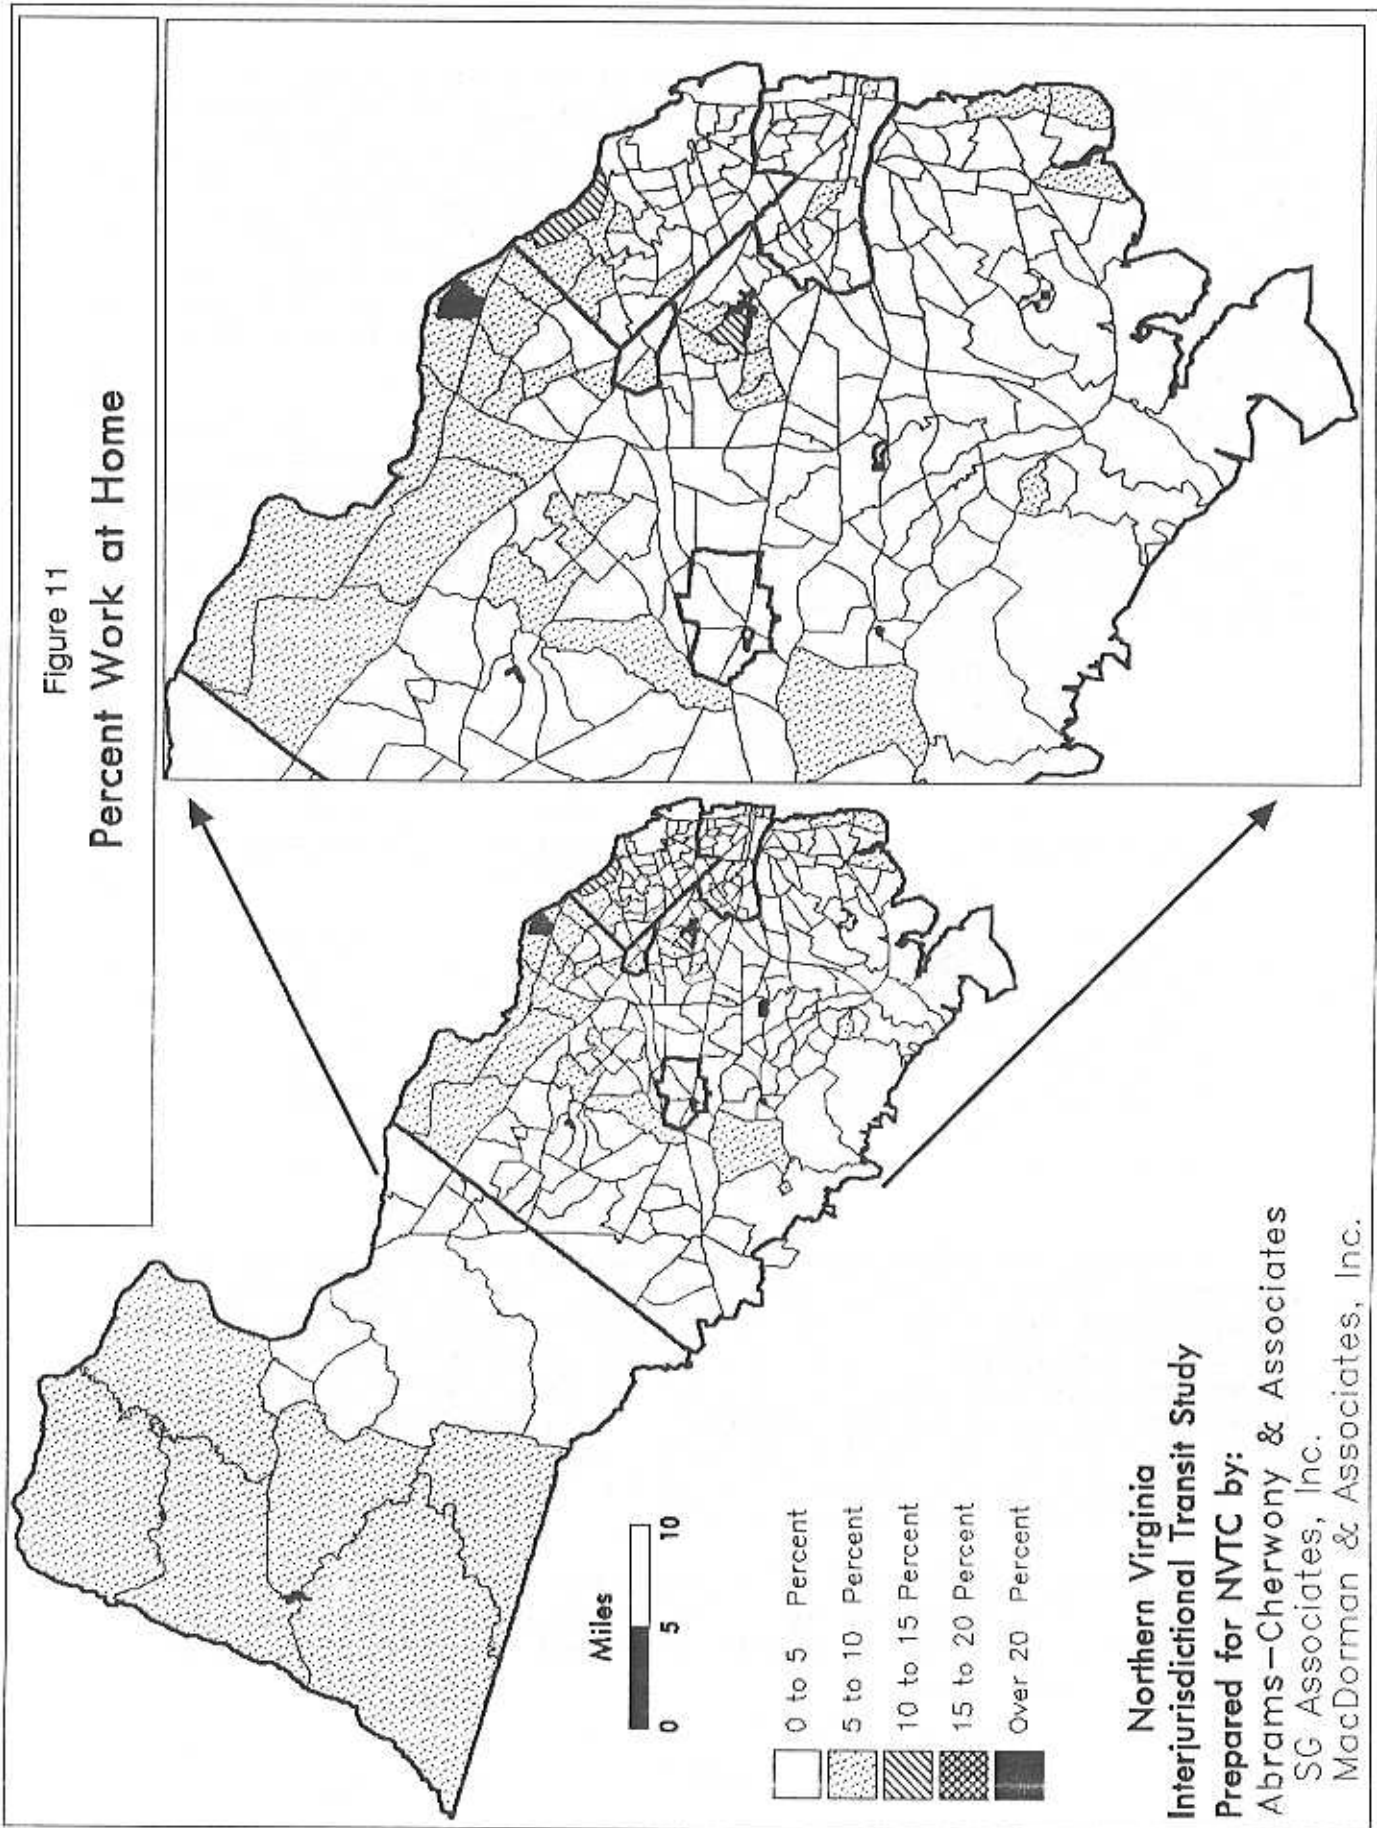 Figure 11
Percent Work at Home
Miles
0 5 10
0 to 5 Percent
5 to 10 Percent
10 to 15 Percent
15 to 20 Percent
Over 20 Percent
Northern Virginia
Interjurisdictional Transit Study
Prepared for NVTC by:
Abrams-Cherwony & Associates
SG Associates, Inc.
MacDorman & Associates, Inc.